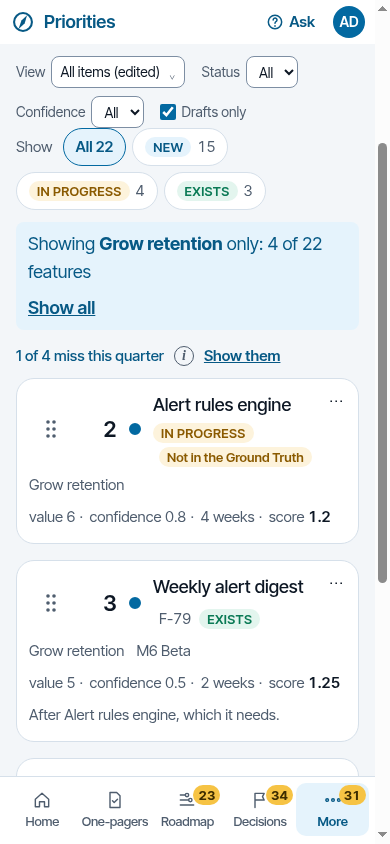 Priorities
Ask
AD
View All items (edited) Status All
Confidence All Drafts only
Show All 22 NEW 15
IN PROGRESS 4 EXISTS 3
Showing Grow retention only: 4 of 22
features
Show all
1 of 4 miss this quarter i Show them
Alert rules engine ...
2 IN PROGRESS
Not in the Ground Truth
Grow retention
value 6 · confidence 0.8 · 4 weeks · score 1.2
Weekly alert digest ...
3 F-79 EXISTS
Grow retention M6 Beta
value 5 · confidence 0.5 · 2 weeks · score 1.25
After Alert rules engine, which it needs.
23 34 31
Home One-pagers Roadmap Decisions More